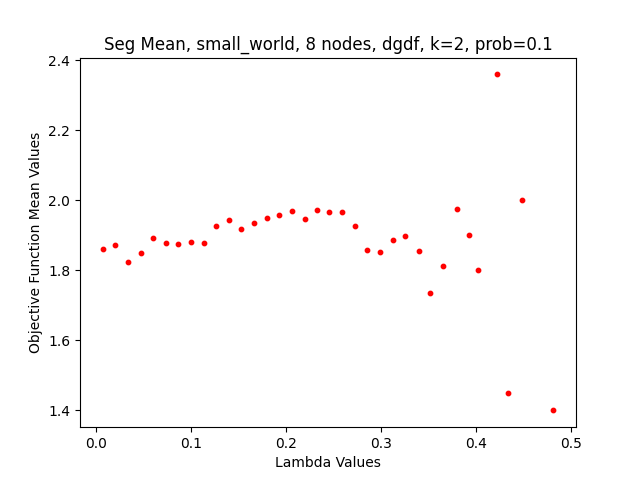 Seg Mean, small_world, 8 nodes, dgdf, k=2, prob=0.1
Objective Function Mean Values
2.4
2.2
2.0
1.8
1.6
1.4
0.0 0.1 0.2 0.3 0.4 0.5
Lambda Values